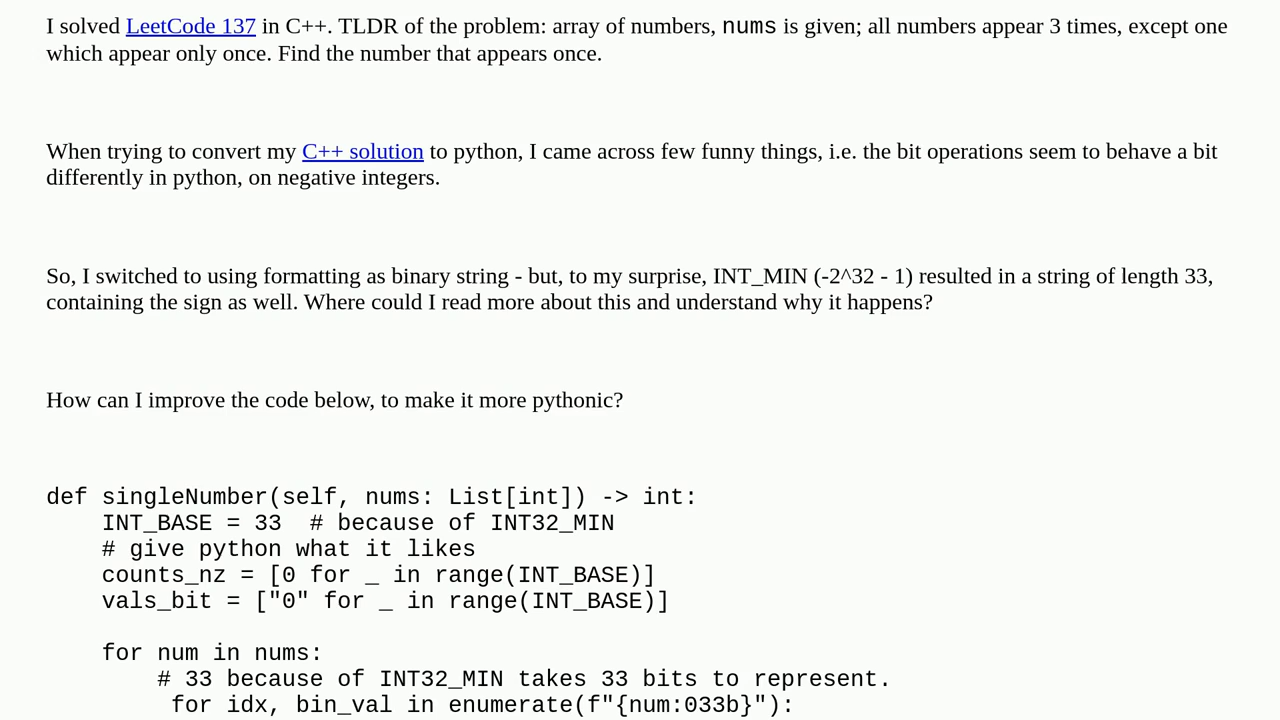 I solved LeetCode 137 in C++. TLDR of the problem: array of numbers, nums is given; all numbers appear 3 times, except one
which appear only once. Find the number that appears once.
When trying to convert my C++ solution to python, I came across few funny things, i.e. the bit operations seem to behave a bit
differently in python, on negative integers.
So, I switched to using formatting as binary string - but, to my surprise, INT_MIN (-2^32 - 1) resulted in a string of length 33,
containing the sign as well. Where could I read more about this and understand why it happens?
How can I improve the code below, to make it more pythonic?
def singleNumber(self, nums: List[int]) -> int:
    INT_BASE = 33  # because of INT32_MIN
    # give python what it likes
    counts_nz = [0 for _ in range(INT_BASE)]
    vals_bit = ["0" for _ in range(INT_BASE)]
    for num in nums:
        # 33 because of INT32_MIN takes 33 bits to represent.
         for idx, bin_val in enumerate(f"{num:033b}"):